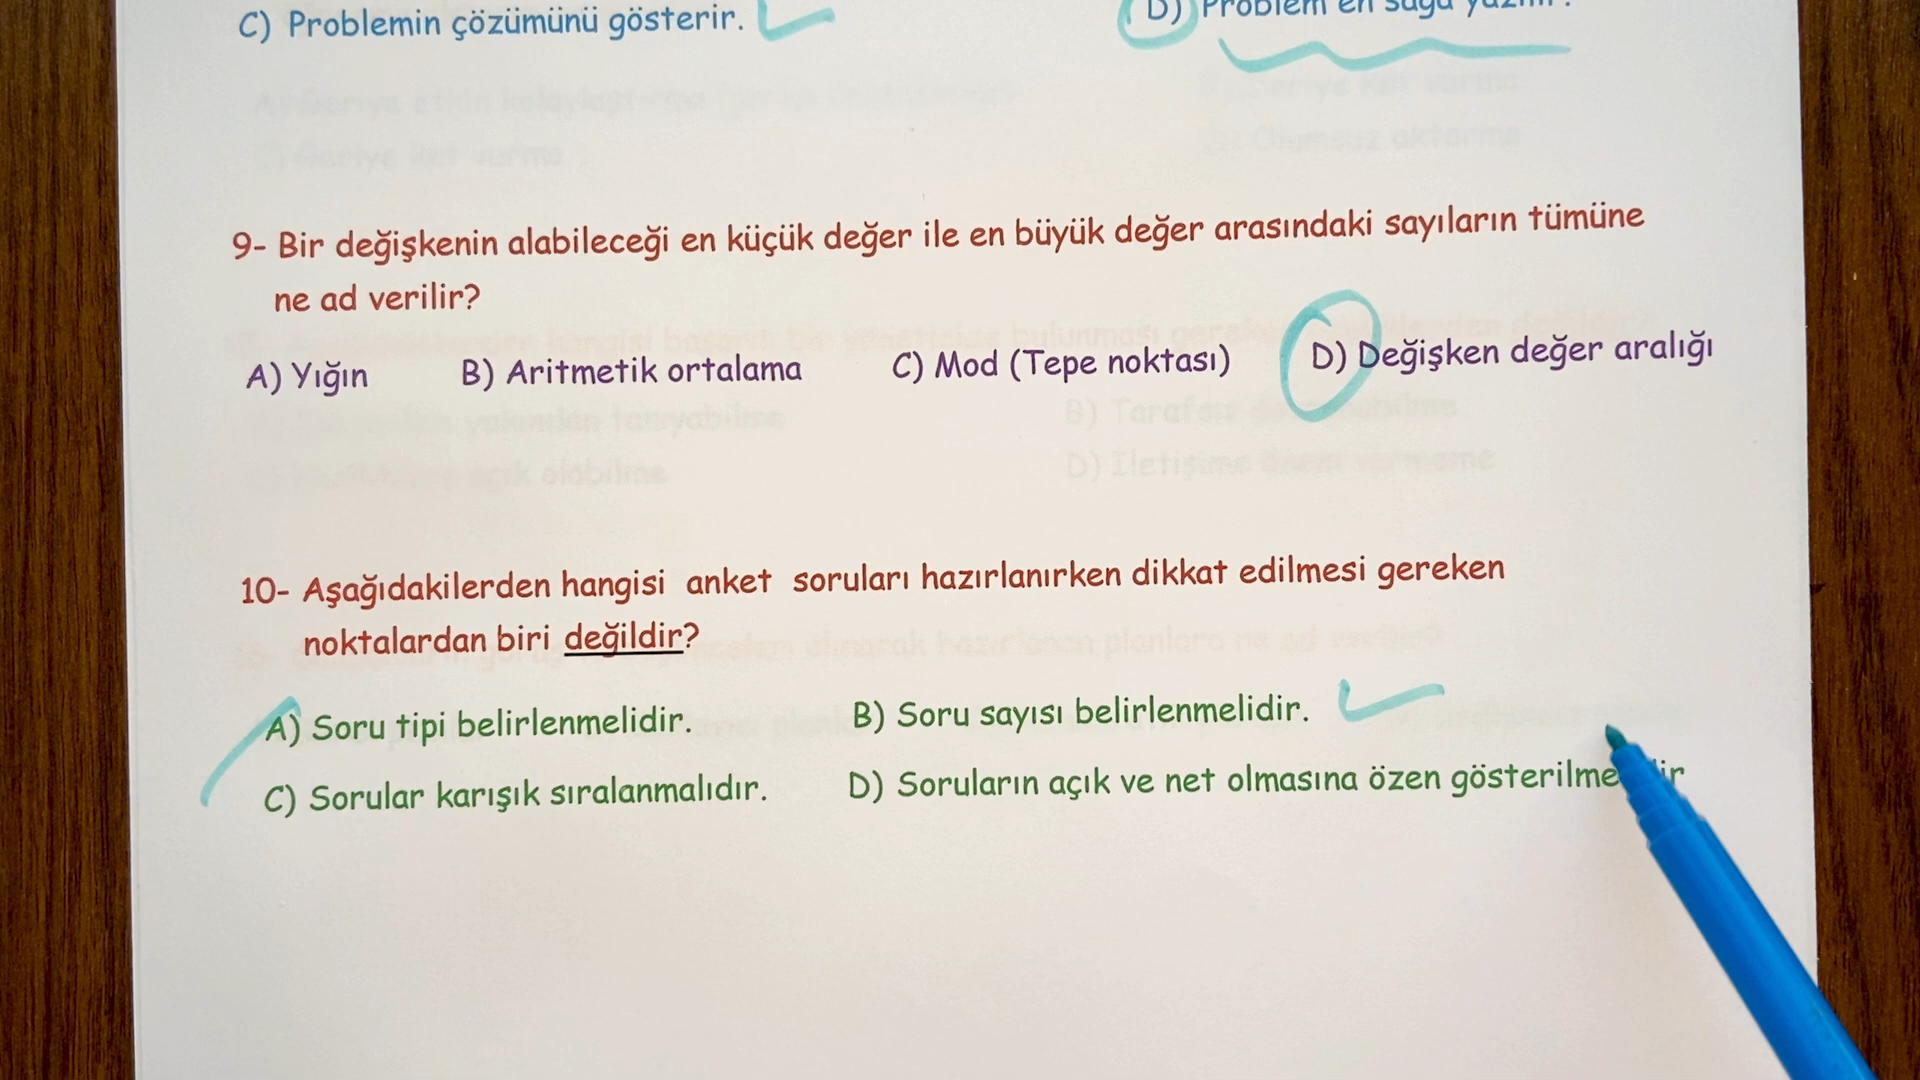 C) Problemin çözümünü gösterir.
D) Problem en
9- Bir değişkenin alabileceği en küçük değer ile en büyük değer arasındaki sayıların tümüne
ne ad verilir?
A) Yığın B) Aritmetik ortalama C) Mod (Tepe noktası) D) Değişken değer aralığı
10- Aşağıdakilerden hangisi anket soruları hazırlanırken dikkat edilmesi gereken
noktalardan biri değildir?
A) Soru tipi belirlenmelidir. B) Soru sayısı belirlenmelidir.
C) Sorular karışık sıralanmalıdır. D) Soruların açık ve net olmasına özen